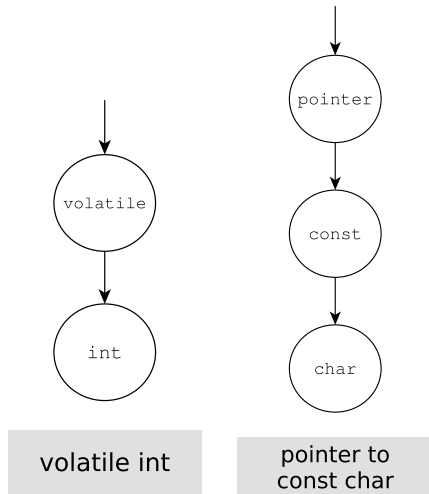 volatile
int
volatile int
pointer
const
char
pointer to
const char